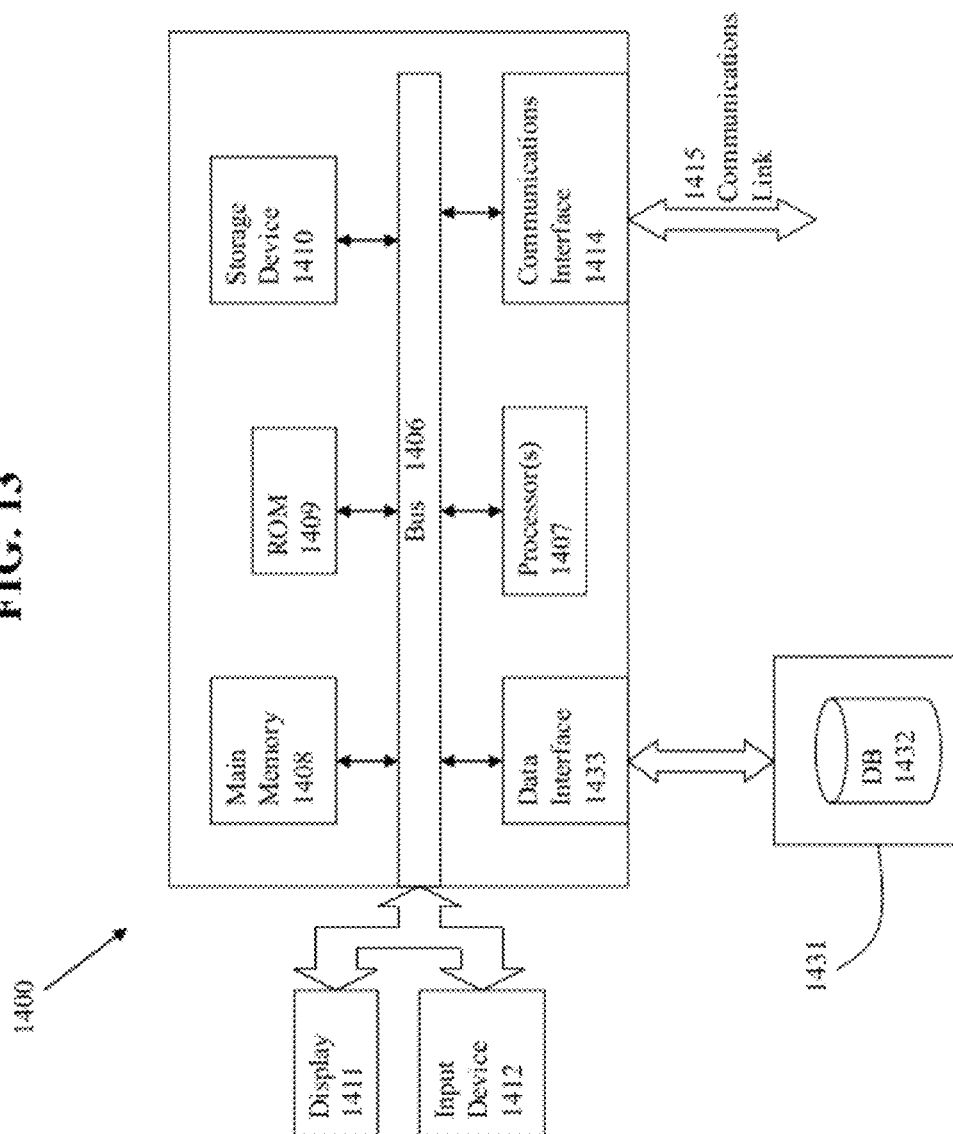 FIG. 13
1400
Display
1411
Input
Device
1412
Main
Memory
1408
ROM
1409
Storage
Device
1410
Bus 1406
Data
Interface
1433
Processor(s)
1407
Communications
Interface
1414
1415
Communications
Link
DB
1432
1431